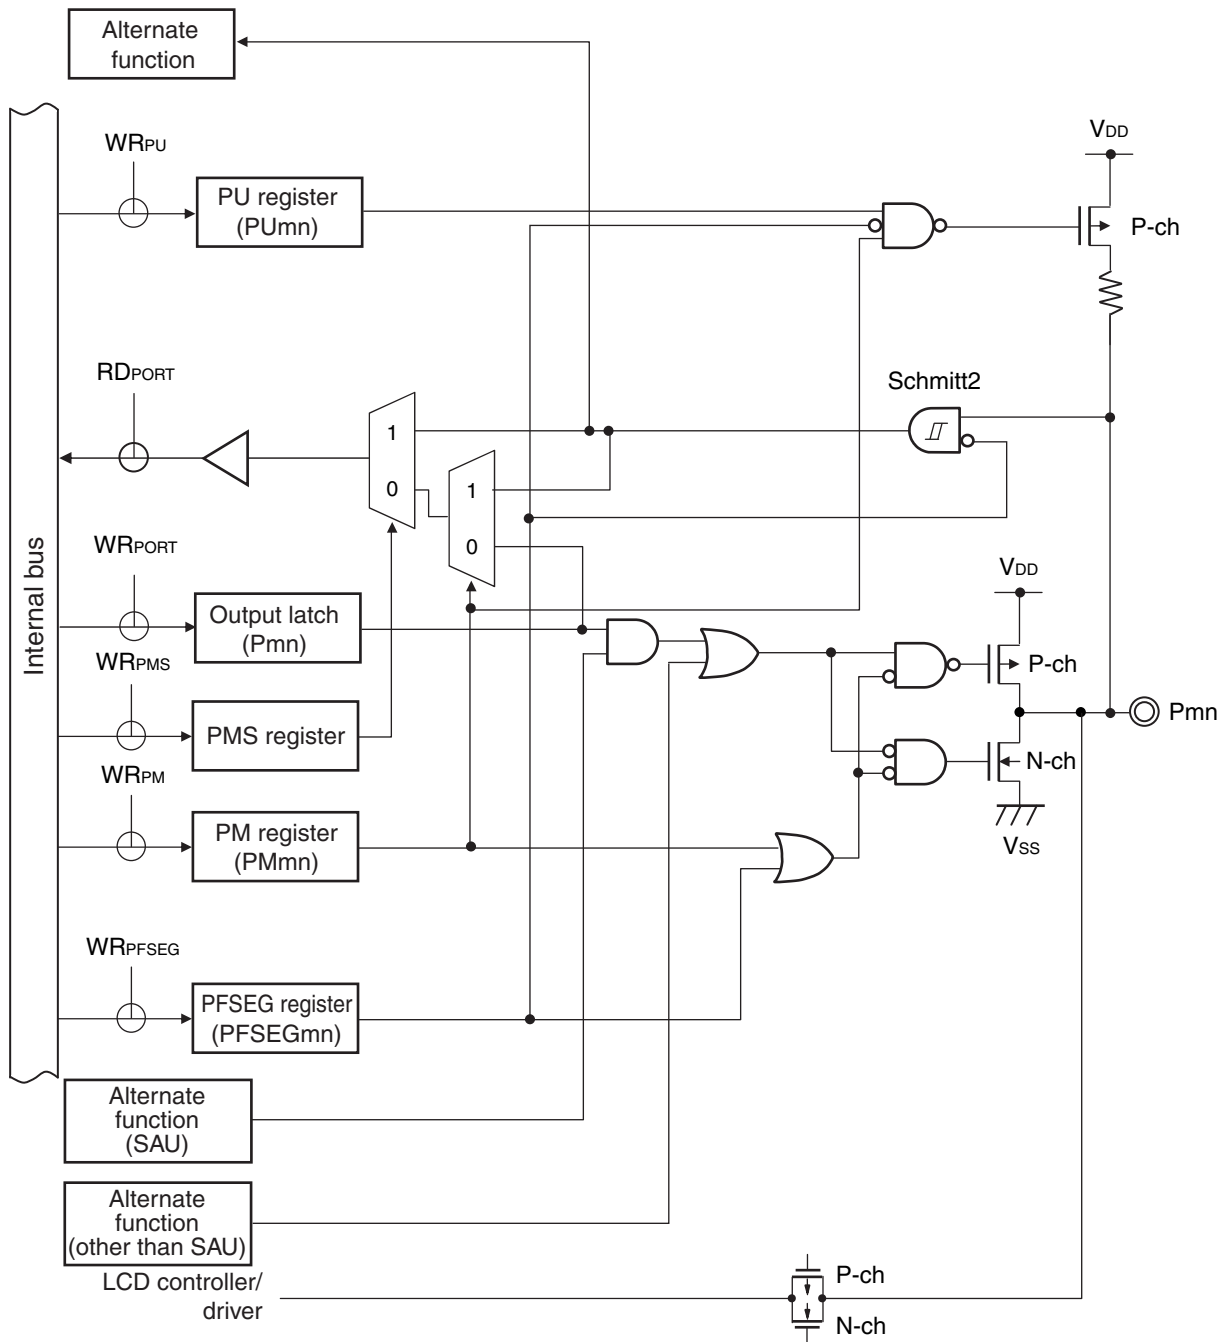 Alternate
function
WRPU
PU register
(PUmn)
VDD
P-ch
RDPORT
Schmitt2
1
0
1
0
Internal bus
WRPORT
Output latch
(Pmn)
VDD
P-ch
WRPMS
PMS register
Pmn
N-ch
VSS
WRPM
PM register
(PMmn)
WRPFSEG
PFSEG register
(PFSEGmn)
Alternate
function
(SAU)
Alternate
function
(other than SAU)
LCD controller/
driver
P-ch
N-ch